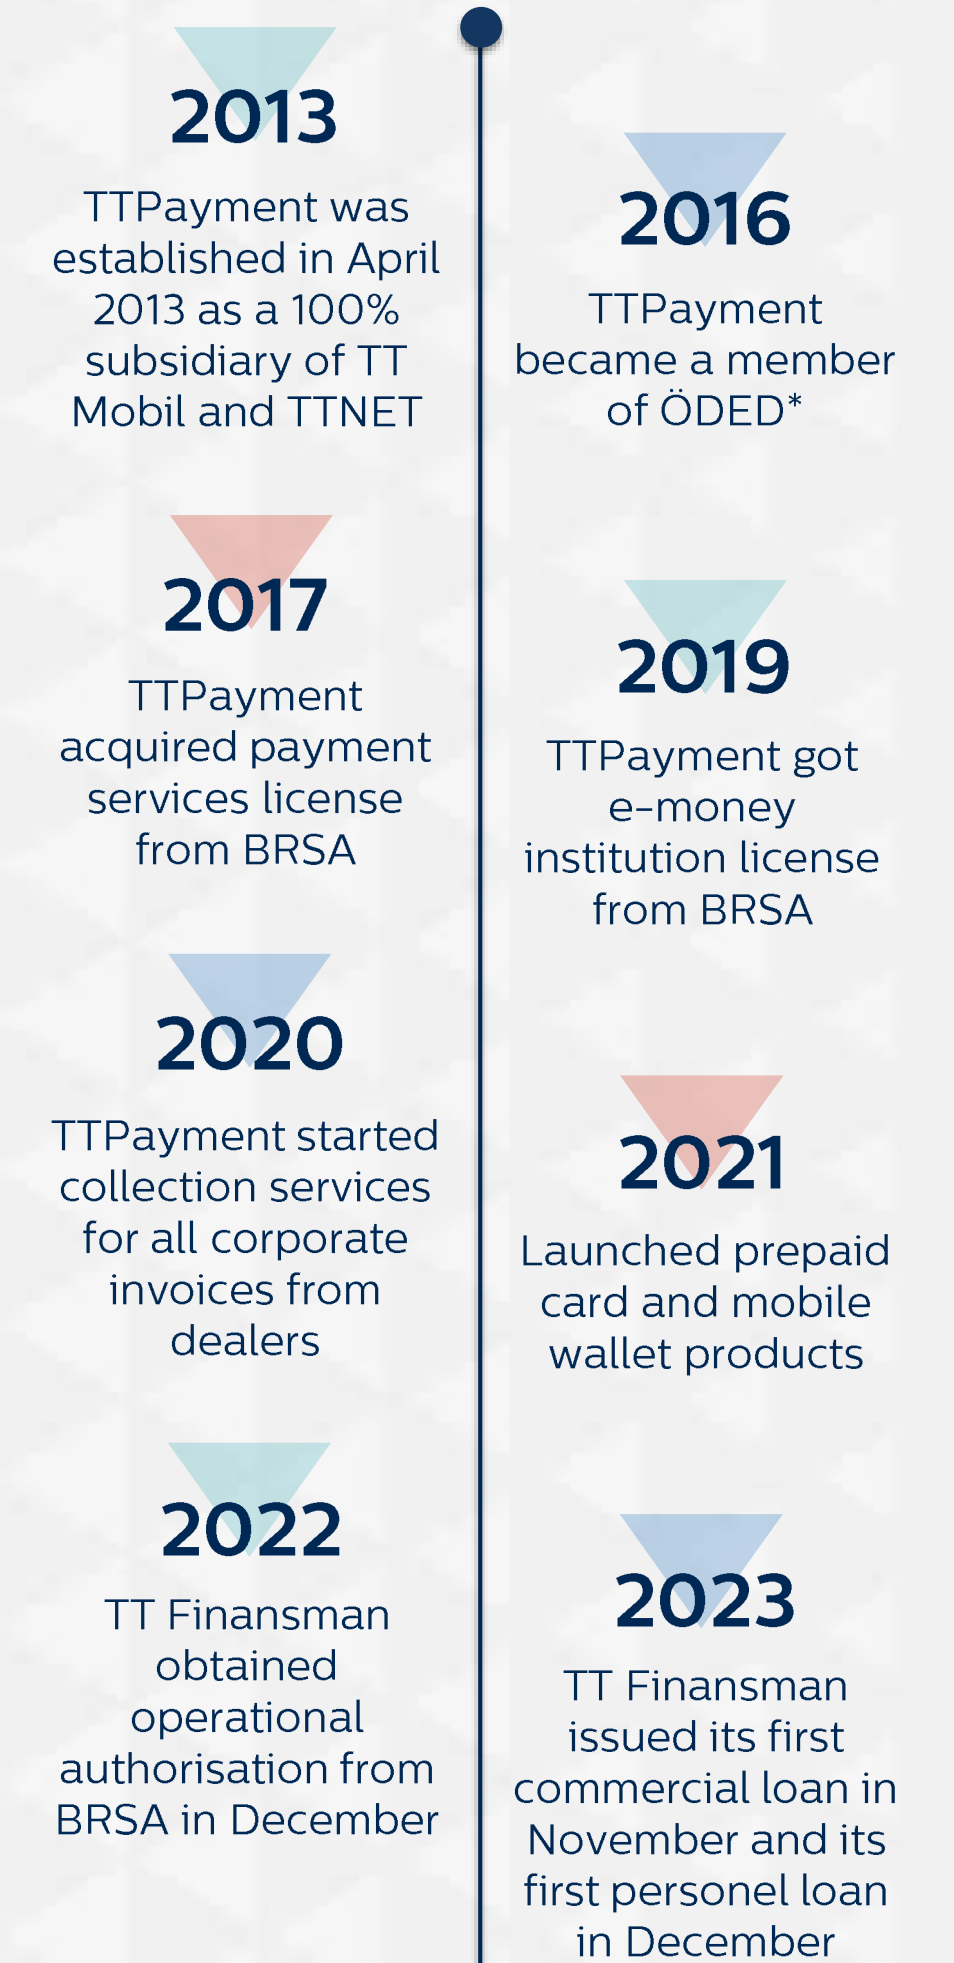 2013
TTPayment was
established in April
2013 as a 100%
subsidiary of TT
Mobil and TTNET
2016
TTPayment
became a member
of ÖDED*
2017
TTPayment
acquired payment
services license
from BRSA
2019
TTPayment got
e-money
institution license
from BRSA
2020
TTPayment started
collection services
for all corporate
invoices from
dealers
2021
Launched prepaid
card and mobile
wallet products
2022
TT Finansman
obtained
operational
authorisation from
BRSA in December
2023
TT Finansman
issued its first
commercial loan in
November and its
first personel loan
in December